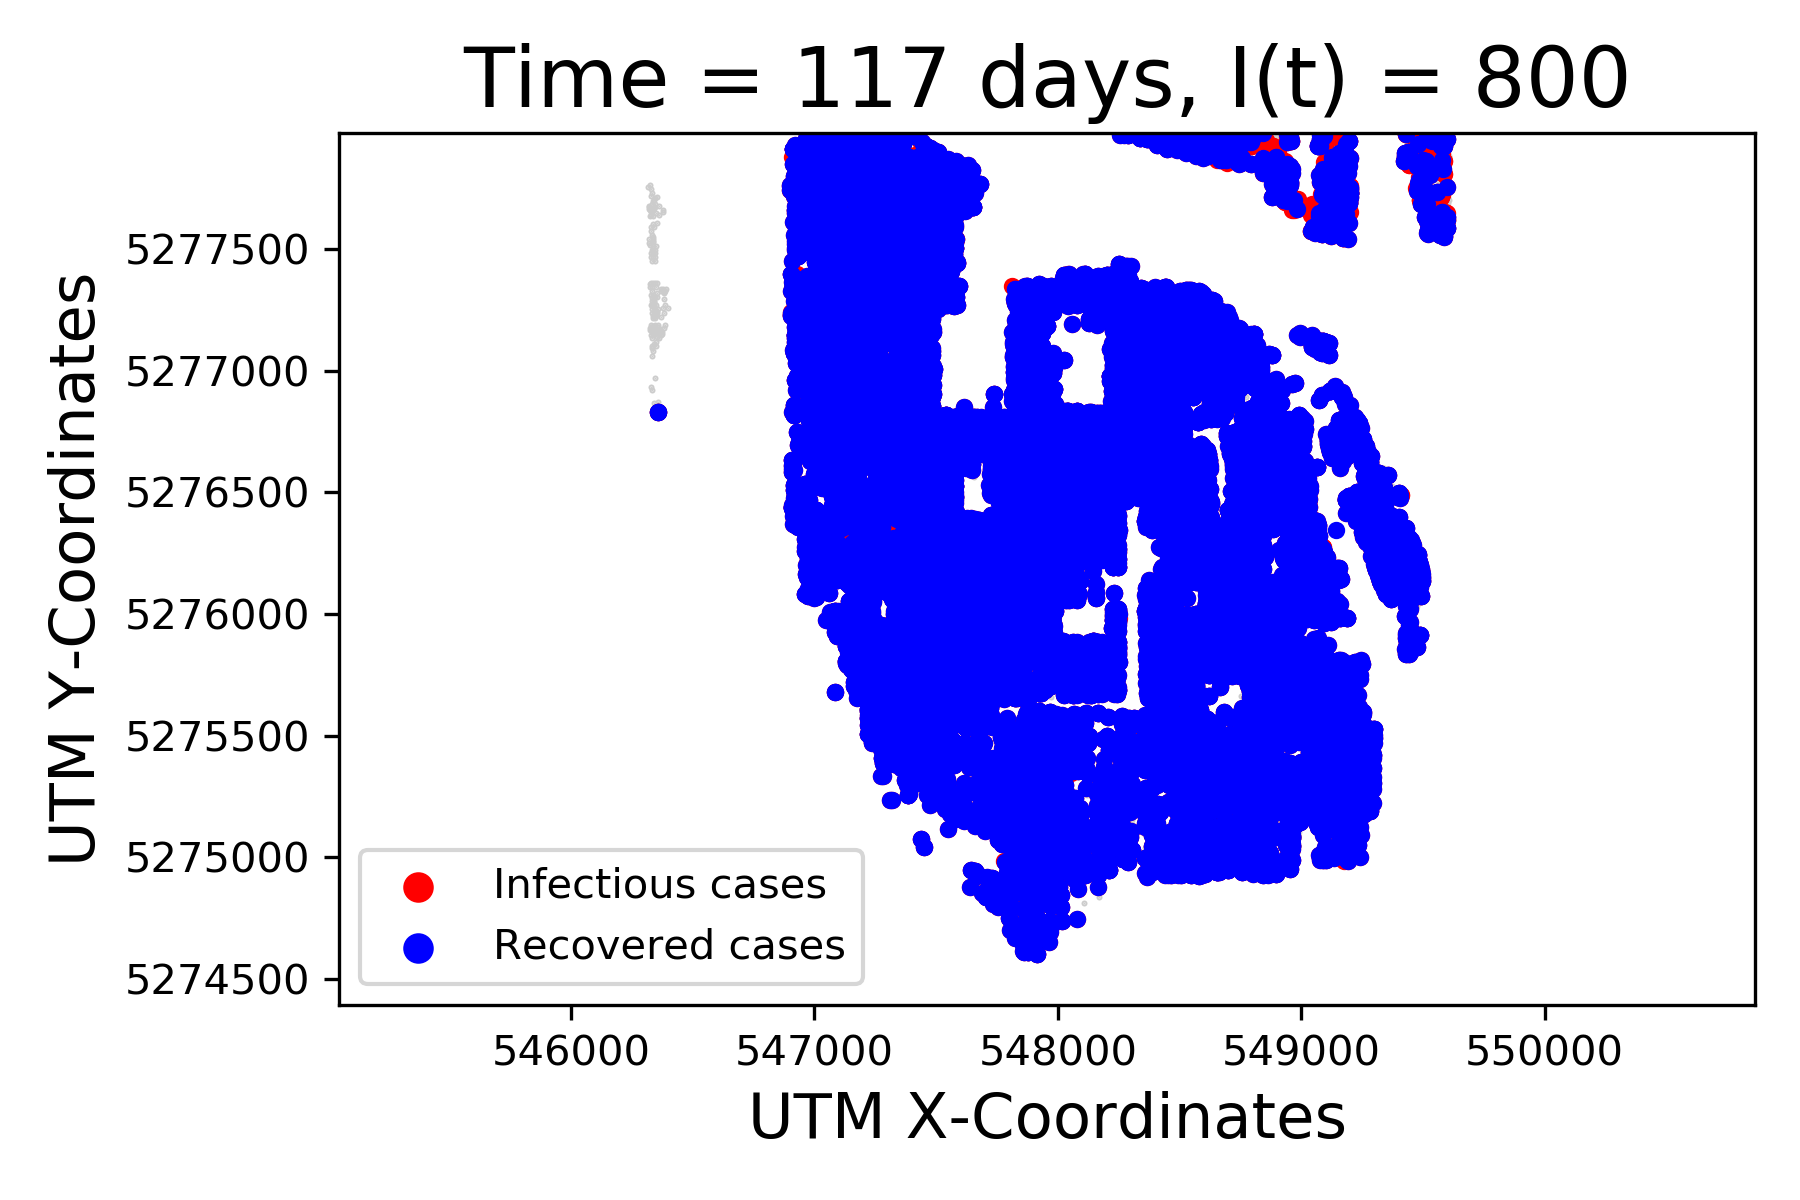 Time = 117 days, I(t) = 800
UTM Y-Coordinates
5277500
5277000
5276500
5276000
5275500
5275000
5274500
Infectious cases
Recovered cases
546000
547000
548000
549000
550000
UTM X-Coordinates